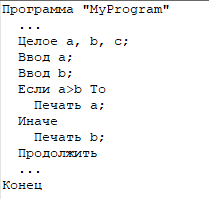 Программа "MyProgram"
...
Целое a, b, c;
Ввод a;
Ввод b;
Если a>b То
Печать a;
Иначе
Печать b;
Продолжить
...
Конец